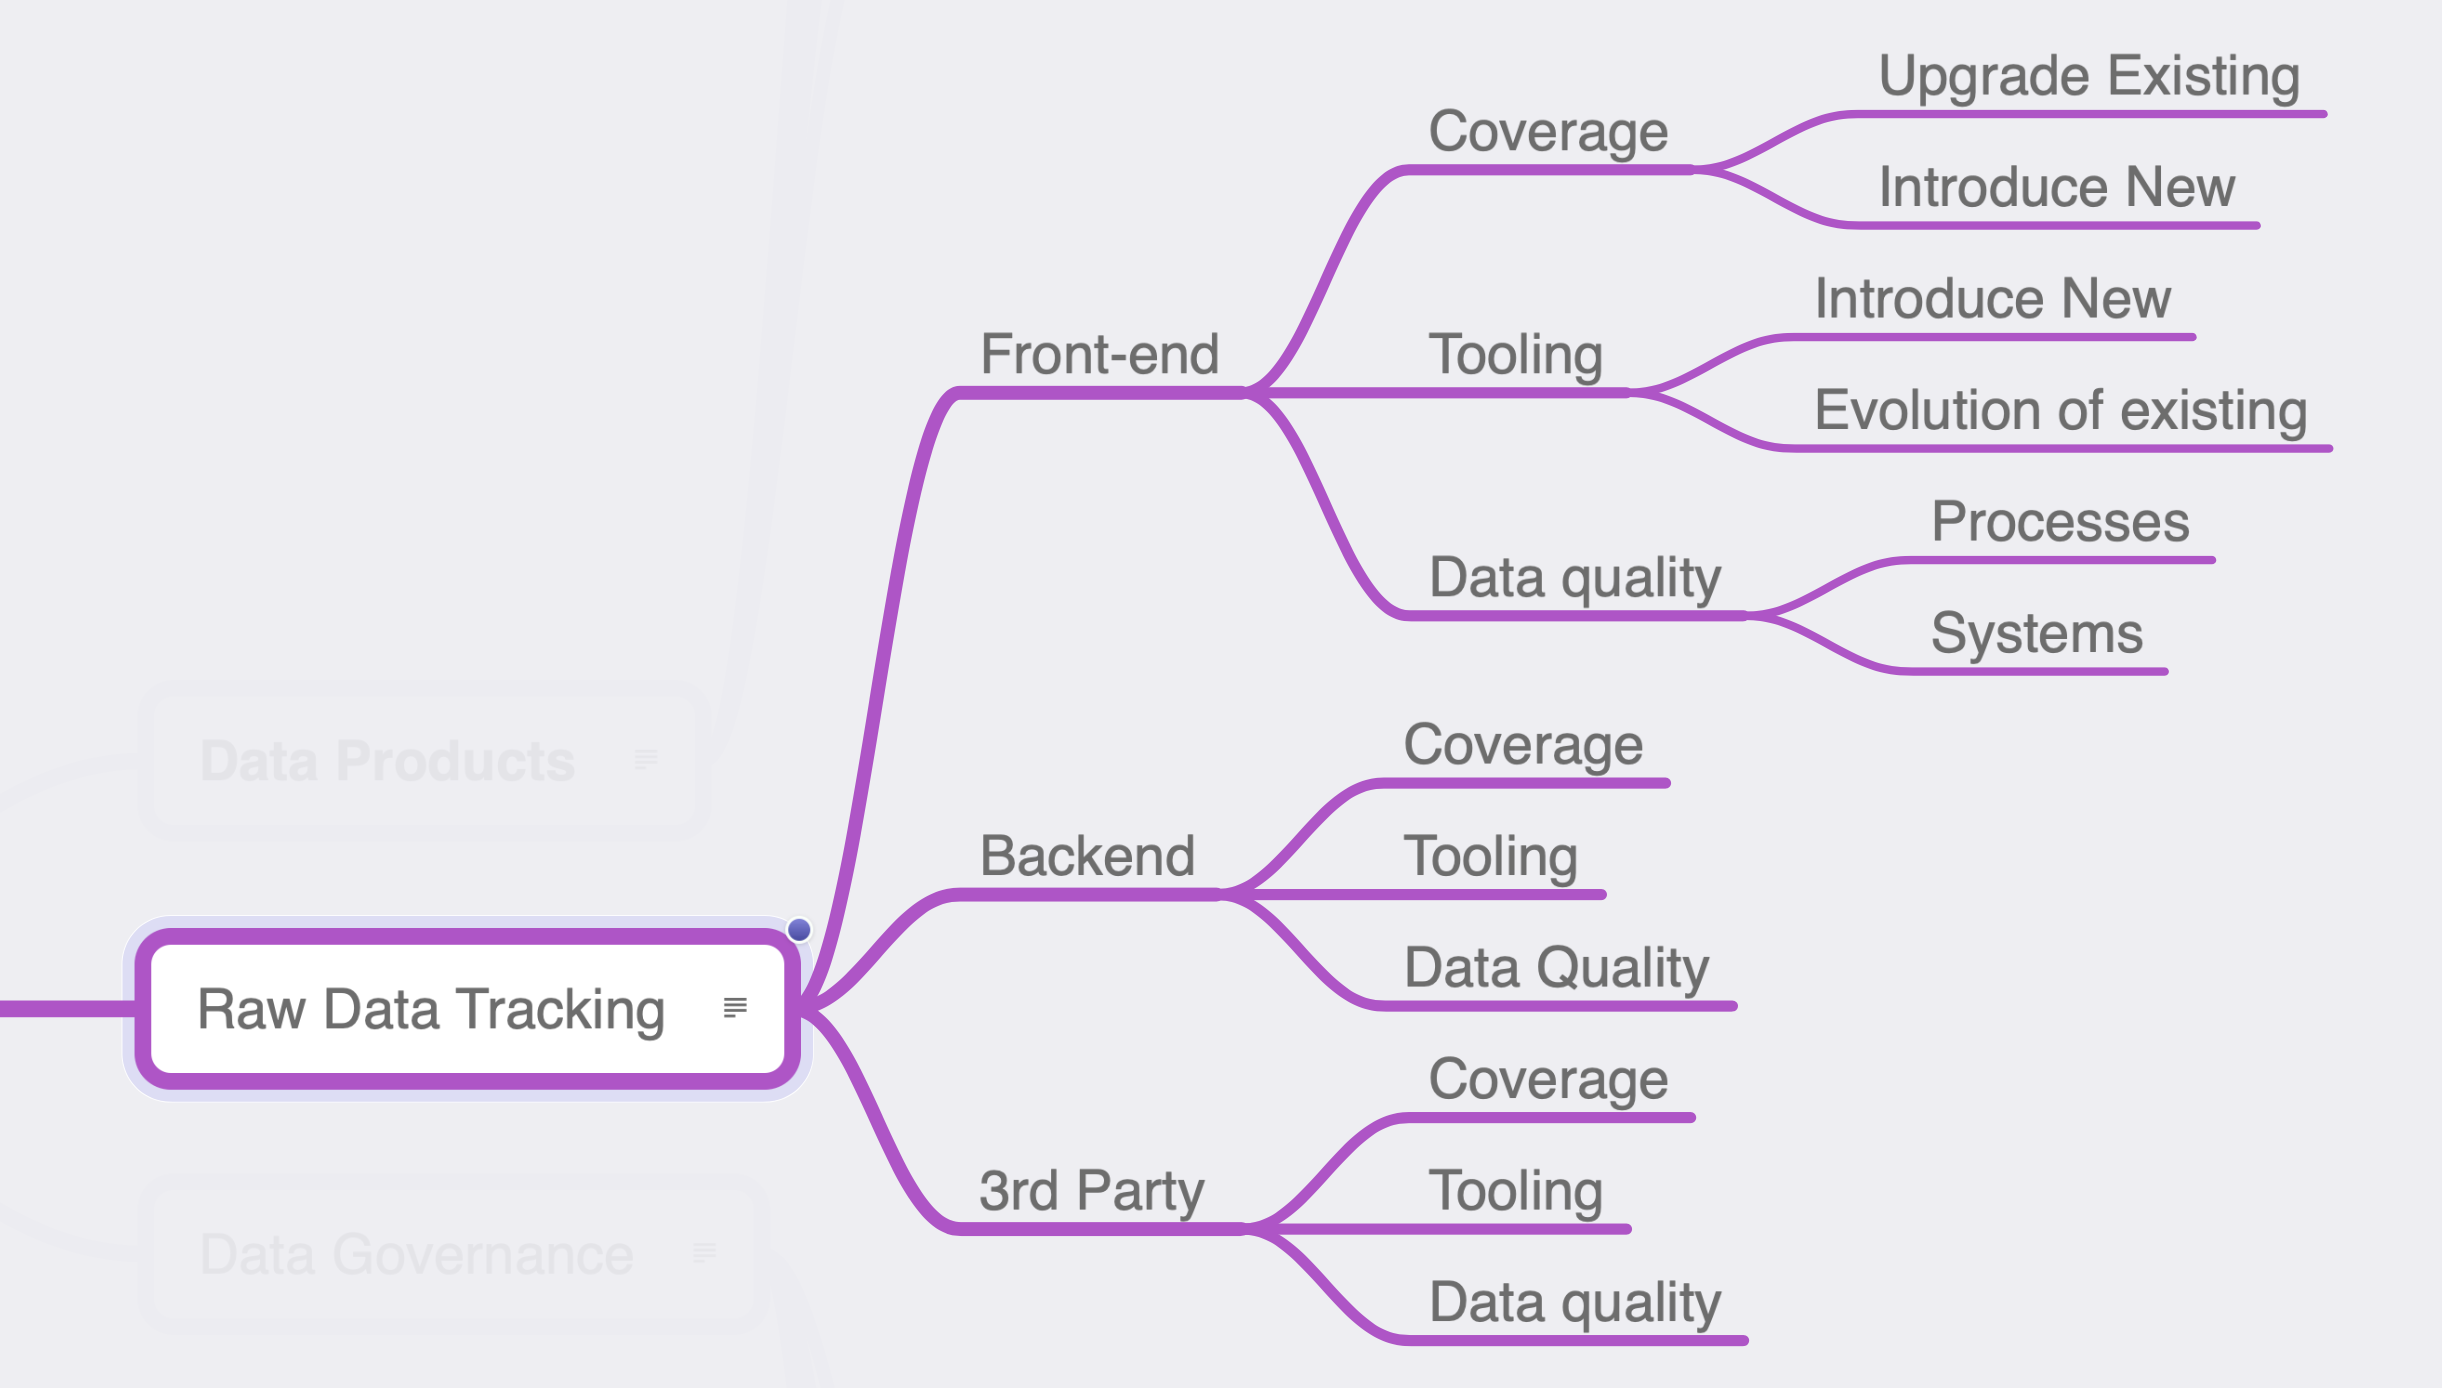 Upgrade Existing
Coverage
Introduce New
Introduce New
Front-end
Tooling
Evolution of existing
Processes
Data quality
Systems
Data Products
Coverage
Backend
Tooling
Data Quality
Raw Data Tracking
Coverage
3rd Party
Tooling
Data Governance
Data quality